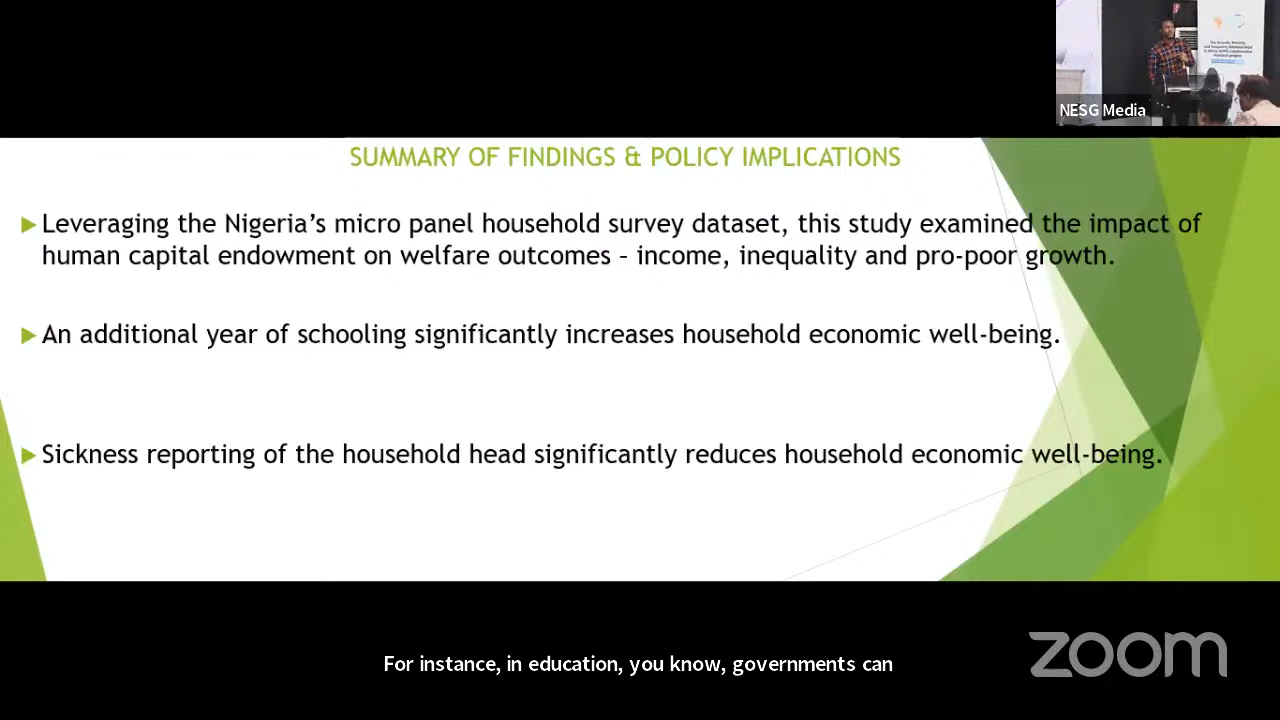 NESG Media
SUMMARY OF FINDINGS & POLICY IMPLICATIONS
Leveraging the Nigeria's micro panel household survey dataset, this study examined the impact of
human capital endowment on welfare outcomes – income, inequality and pro-poor growth.
An additional year of schooling significantly increases household economic well-being.
Sickness reporting of the household head significantly reduces household economic well-being.
For instance, in education, you know, governments can
zoom